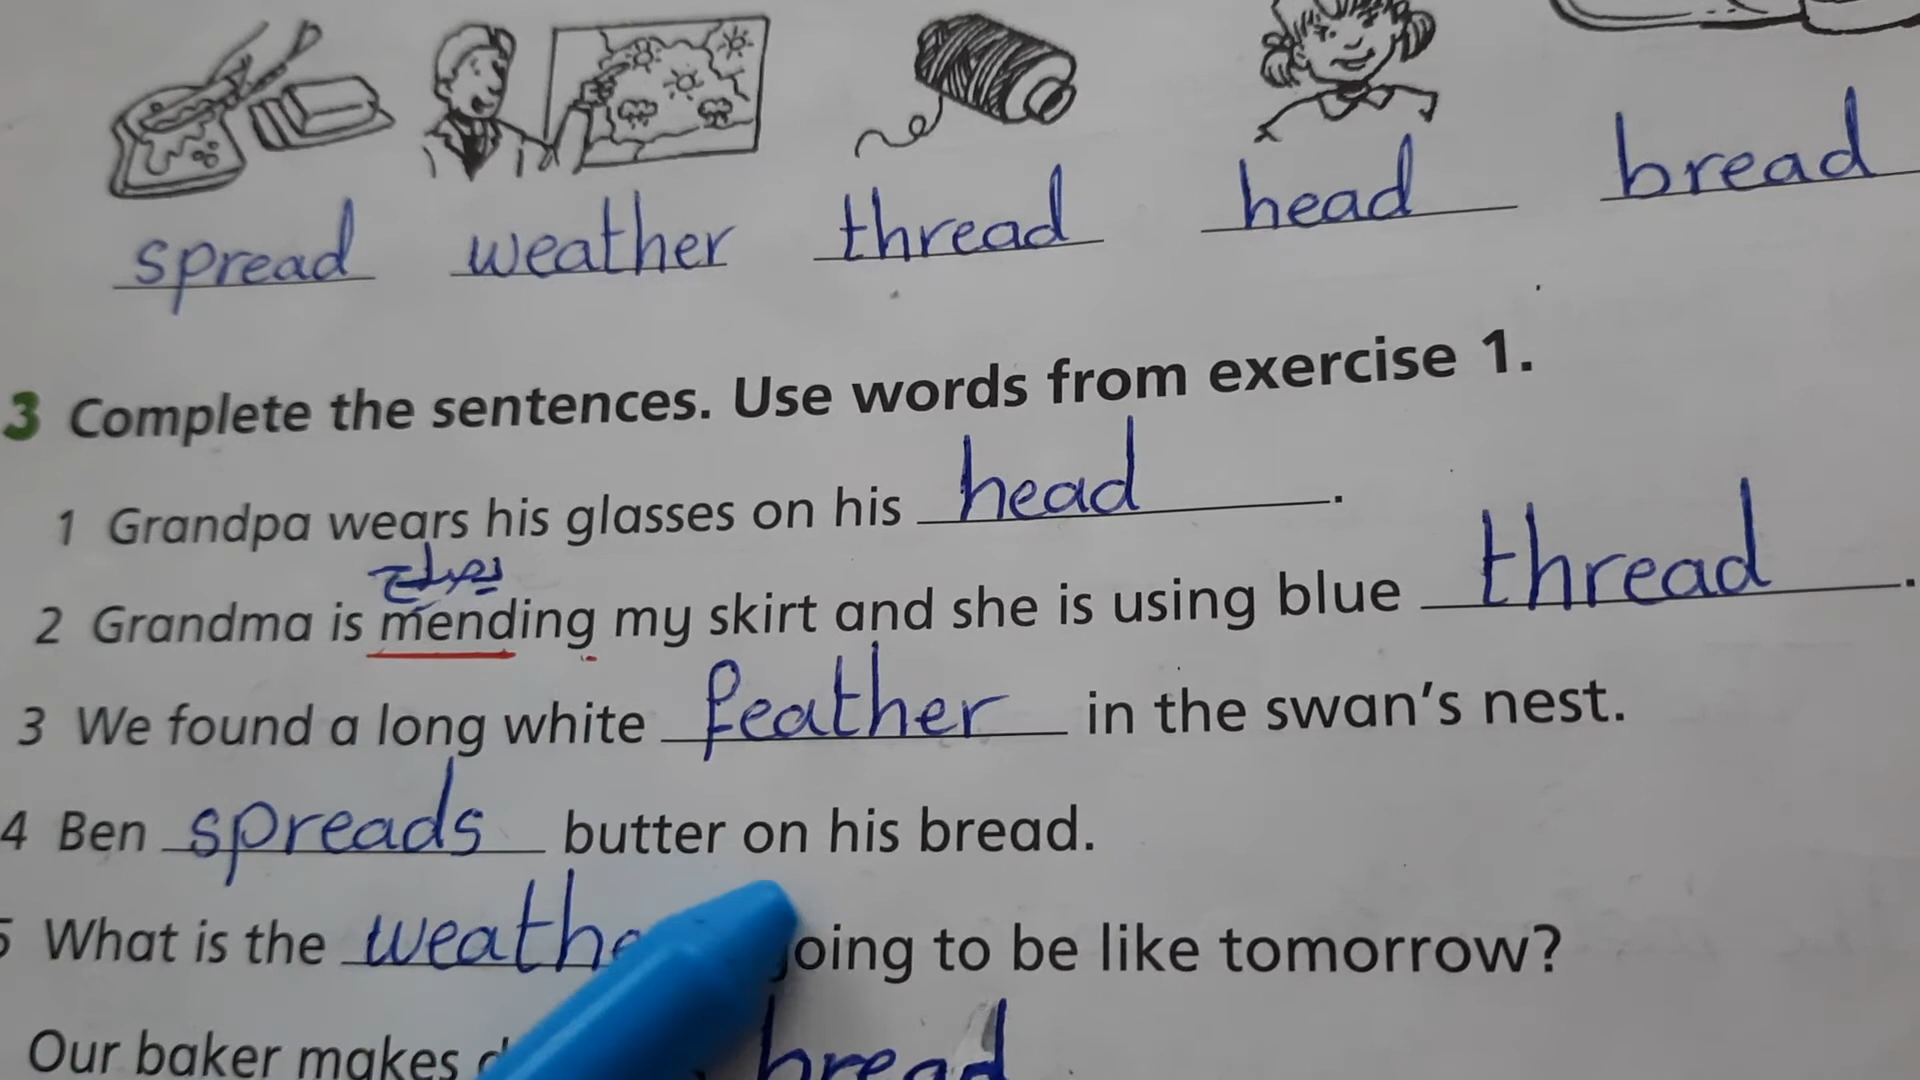 spread weather thread head bread
3 Complete the sentences. Use words from exercise 1.
1 Grandpa wears his glasses on his head.
يصلح
2 Grandma is mending my skirt and she is using blue thread.
3 We found a long white feather in the swan's nest.
4 Ben spreads butter on his bread.
5 What is the going to be like tomorrow?
Our baker makes bread